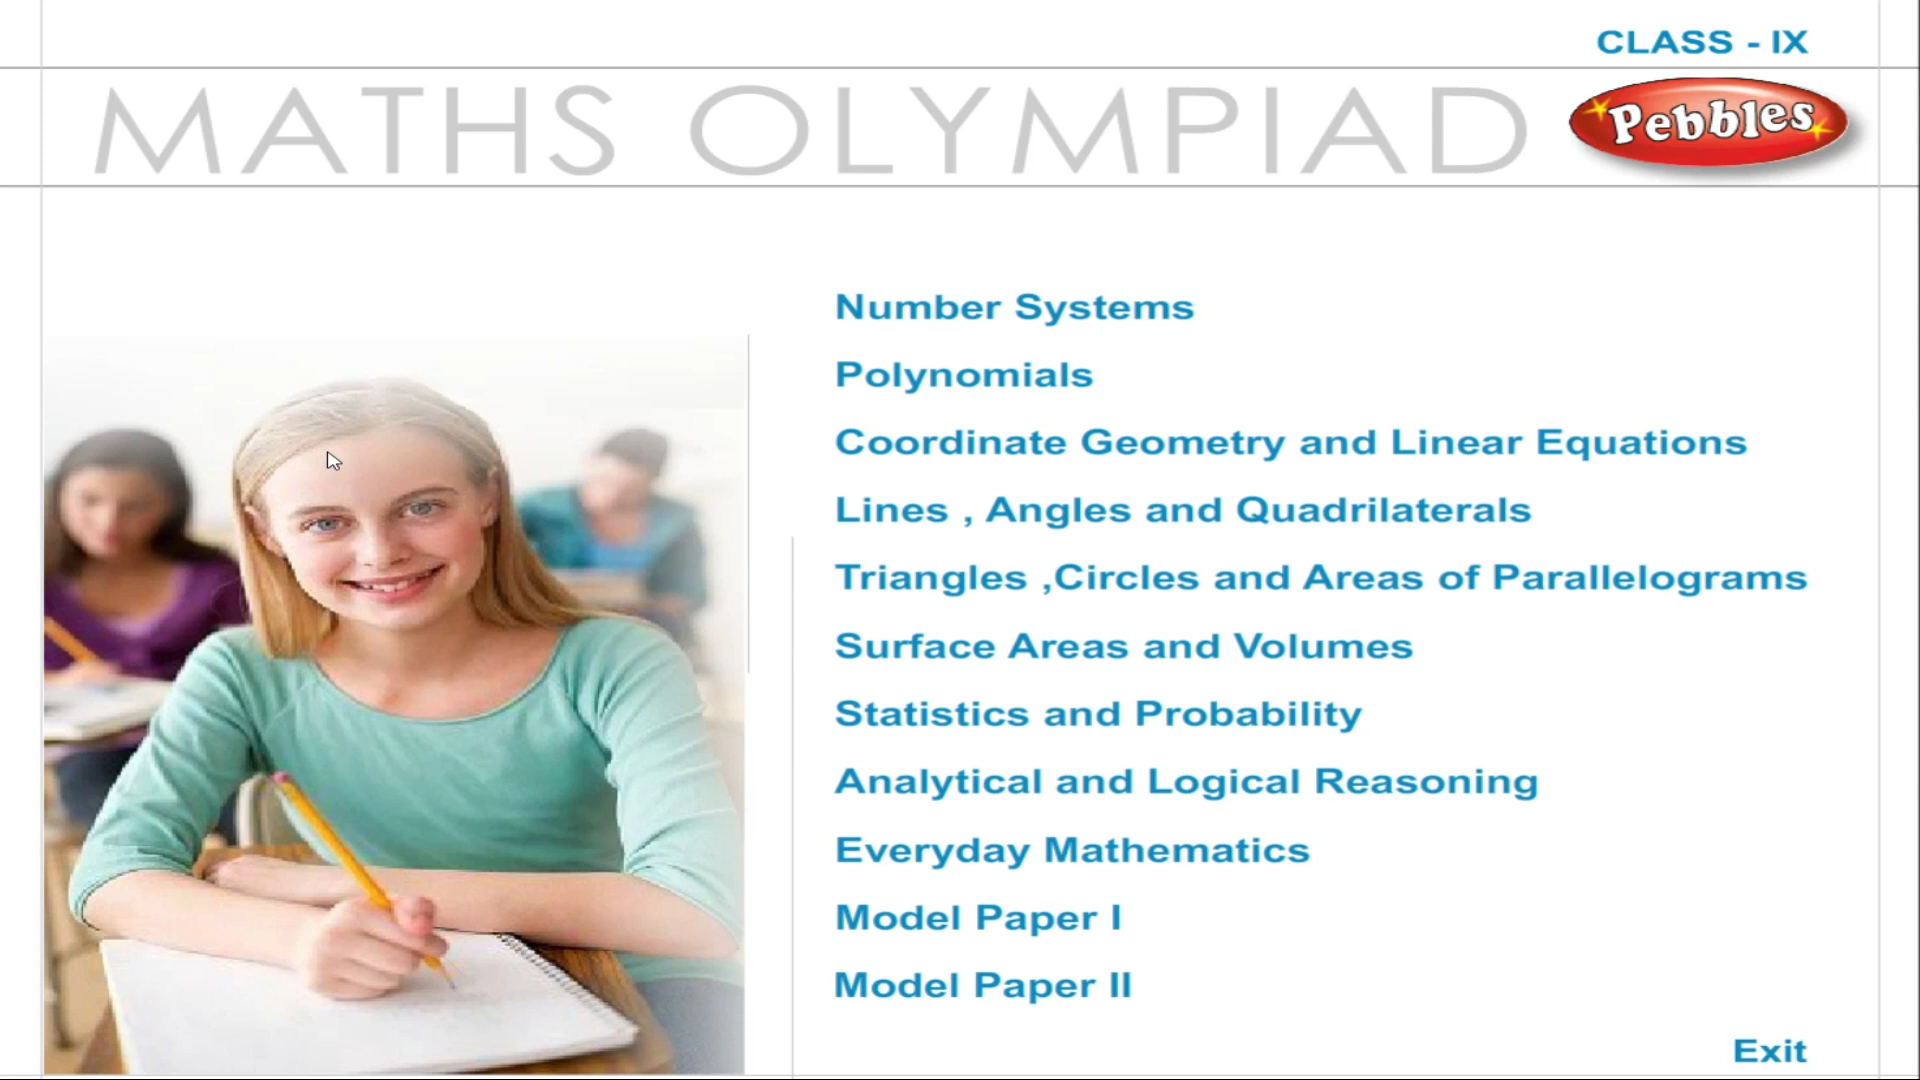 CLASS - IX
MATHS OLYMPIAD
Pebbles
Number Systems
Polynomials
Coordinate Geometry and Linear Equations
Lines , Angles and Quadrilaterals
Triangles ,Circles and Areas of Parallelograms
Surface Areas and Volumes
Statistics and Probability
Analytical and Logical Reasoning
Everyday Mathematics
Model Paper I
Model Paper II
Exit